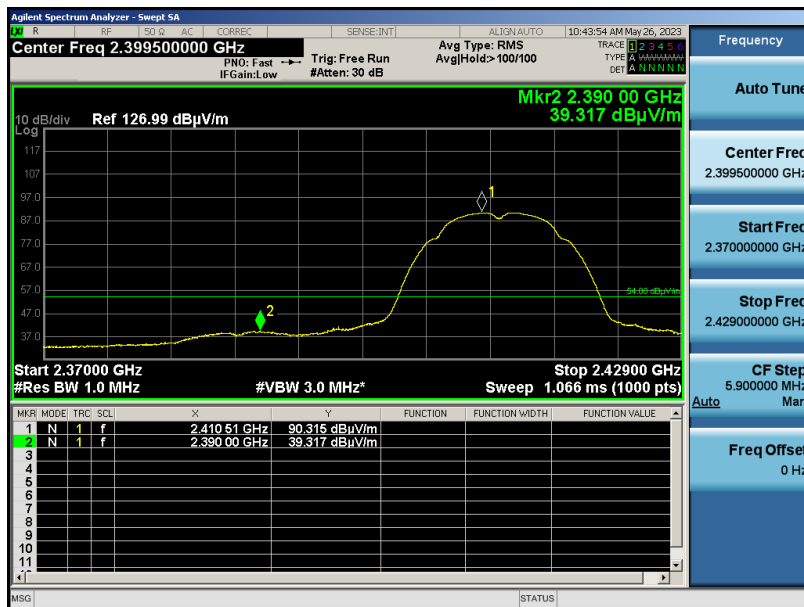 Agilent Spectrum Analyzer - Swept SA
LXI R RF 50 Ω AC CORREC SENSE:INT ALIGN AUTO 10:43:54 AM May 26, 2023
Center Freq 2.399500000 GHz
PNO: Fast
IFGain:Low
Trig: Free Run
#Atten: 30 dB
Avg Type: RMS
Avg|Hold:>100/100
TRACE 1 2 3 4 5 6
TYPE A WWWWW
DET A N N N N N
Mkr2 2.390 00 GHz
39.317 dBµV/m
10 dB/div Ref 126.99 dBµV/m
Log
117
107
97.0
87.0
77.0
67.0
57.0
47.0
37.0
1
2
54.00 dBµV/m
Start 2.37000 GHz Stop 2.42900 GHz
#Res BW 1.0 MHz #VBW 3.0 MHz* Sweep 1.066 ms (1000 pts)
MKR MODE TRC SCL X Y FUNCTION FUNCTION WIDTH FUNCTION VALUE
1 N 1 f 2.410 51 GHz 90.315 dBµV/m
2 N 1 f 2.390 00 GHz 39.317 dBµV/m
3
4
5
6
7
8
9
10
11
MSG STATUS
Frequency
Auto Tune
Center Freq
2.399500000 GHz
Start Freq
2.370000000 GHz
Stop Freq
2.429000000 GHz
CF Step
5.900000 MHz
Auto Man
Freq Offset
0 Hz